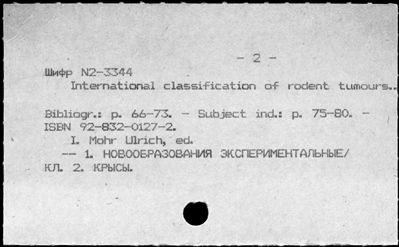 - 2 -
Шифр N2-3344
International classification of rodent tumours..
Bibliogr.: p. 66-73. - Subject ind.: p. 75-80. -
ISBN 92-832-0127-2.
I. Mohr Ulrich, ed.
-- 1. НОВООБРАЗОВАНИЯ ЭКСПЕРИМЕНТАЛЬНЫЕ/
КЛ. 2. КРЫСЫ.